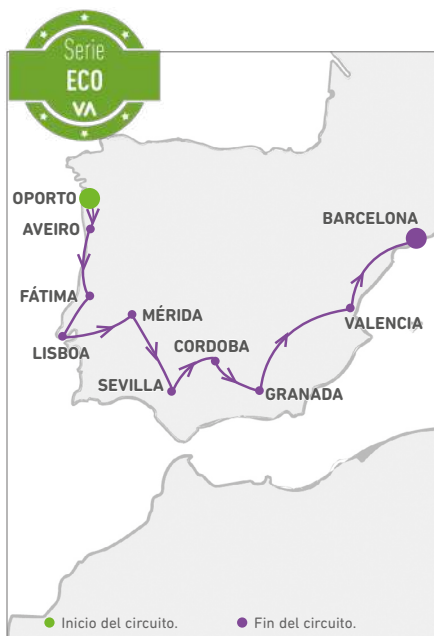 Serie
ECO
VA
OPORTO
AVEIRO
BARCELONA
FÁTIMA
MÉRIDA
VALENCIA
LISBOA
CORDOBA
SEVILLA
GRANADA
Inicio del circuito.
Fin del circuito.